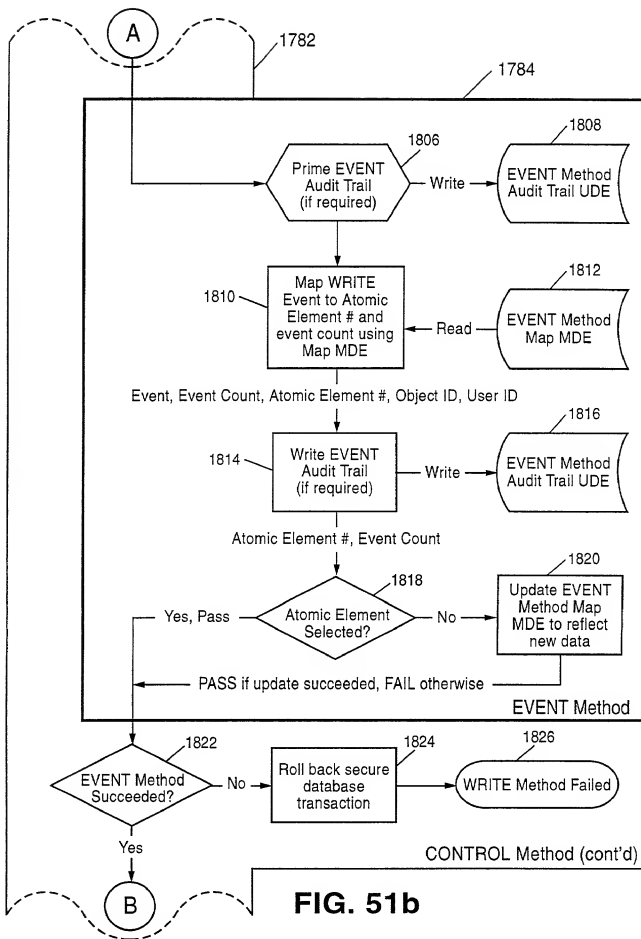 A
1782
1784
1806
Prime EVENT
Audit Trail
(if required)
Write
1808
EVENT Method
Audit Trail UDE
1810
Map WRITE
Event to Atomic
Element # and
event count using
Map MDE
Read
1812
EVENT Method
Map MDE
Event, Event Count, Atomic Element #, Object ID, User ID
1814
Write EVENT
Audit Trail
(if required)
Write
1816
EVENT Method
Audit Trail UDE
Atomic Element #, Event Count
1818
Yes, Pass
Atomic Element
Selected?
No
1820
Update EVENT
Method Map
MDE to reflect
new data
PASS if update succeeded, FAIL otherwise
EVENT Method
1822
EVENT Method
Succeeded?
No
1824
Roll back secure
database
transaction
1826
WRITE Method Failed
Yes
CONTROL Method (cont'd)
B
FIG. 51b